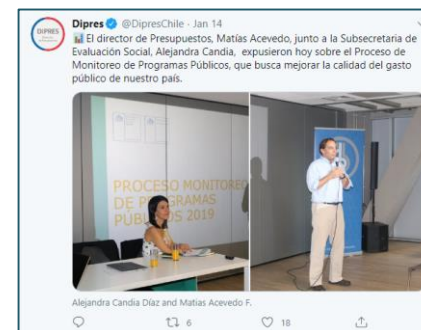 Dipres @DipresChile · Jan 14
DIPRES
📊 El director de Presupuestos, Matías Acevedo, junto a la Subsecretaria de
Evaluación Social, Alejandra Candia, expusieron hoy sobre el Proceso de
Monitoreo de Programas Públicos, que busca mejorar la calidad del gasto
público de nuestro país.
PROCESO MONITOREO
DE PROGRAMAS
PÚBLICOS 2019
Alejandra Candia Díaz and Matias Acevedo F.
6
18